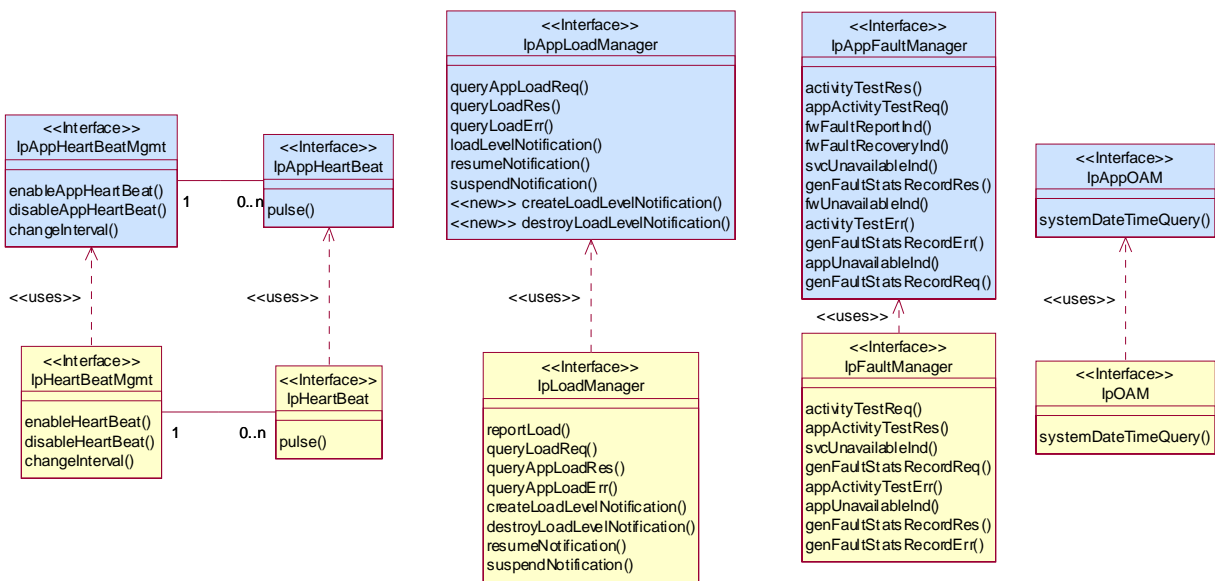 <<Interface>>
IpAppHeartBeatMgmt
enableAppHeartBeat()
disableAppHeartBeat()
changeInterval()
1
0..n
<<Interface>>
IpAppHeartBeat
pulse()
<<uses>>
<<uses>>
<<Interface>>
IpHeartBeatMgmt
enableHeartBeat()
disableHeartBeat()
changeInterval()
1
0..n
<<Interface>>
IpHeartBeat
pulse()
<<Interface>>
IpAppLoadManager
queryAppLoadReq()
queryLoadRes()
queryLoadErr()
loadLevelNotification()
resumeNotification()
suspendNotification()
<<new>> createLoadLevelNotification()
<<new>> destroyLoadLevelNotification()
<<uses>>
<<Interface>>
IpLoadManager
reportLoad()
queryLoadReq()
queryAppLoadRes()
queryAppLoadErr()
createLoadLevelNotification()
destroyLoadLevelNotification()
resumeNotification()
suspendNotification()
<<Interface>>
IpAppFaultManager
activityTestRes()
appActivityTestReq()
fwFaultReportInd()
fwFaultRecoveryInd()
svcUnavailableInd()
genFaultStatsRecordRes()
fwUnavailableInd()
activityTestErr()
genFaultStatsRecordErr()
appUnavailableInd()
genFaultStatsRecordReq()
<<uses>>
<<Interface>>
IpFaultManager
activityTestReq()
appActivityTestRes()
svcUnavailableInd()
genFaultStatsRecordReq()
appActivityTestErr()
appUnavailableInd()
genFaultStatsRecordRes()
genFaultStatsRecordErr()
<<Interface>>
IpAppOAM
systemDateTimeQuery()
<<uses>>
<<Interface>>
IpOAM
systemDateTimeQuery()